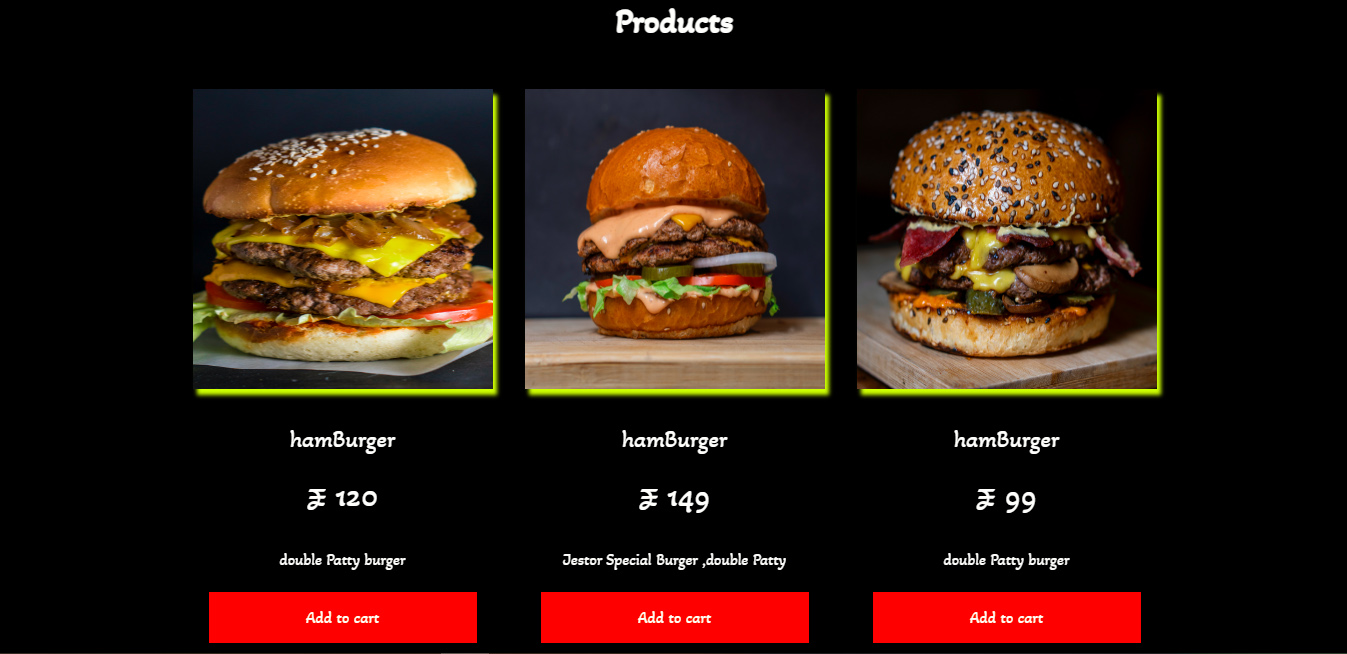 Products
hamBurger
hamBurger
hamBurger
₹ 120
₹ 149
₹ 99
double Patty burger
Jestor Special Burger ,double Patty
double Patty burger
Add to cart
Add to cart
Add to cart